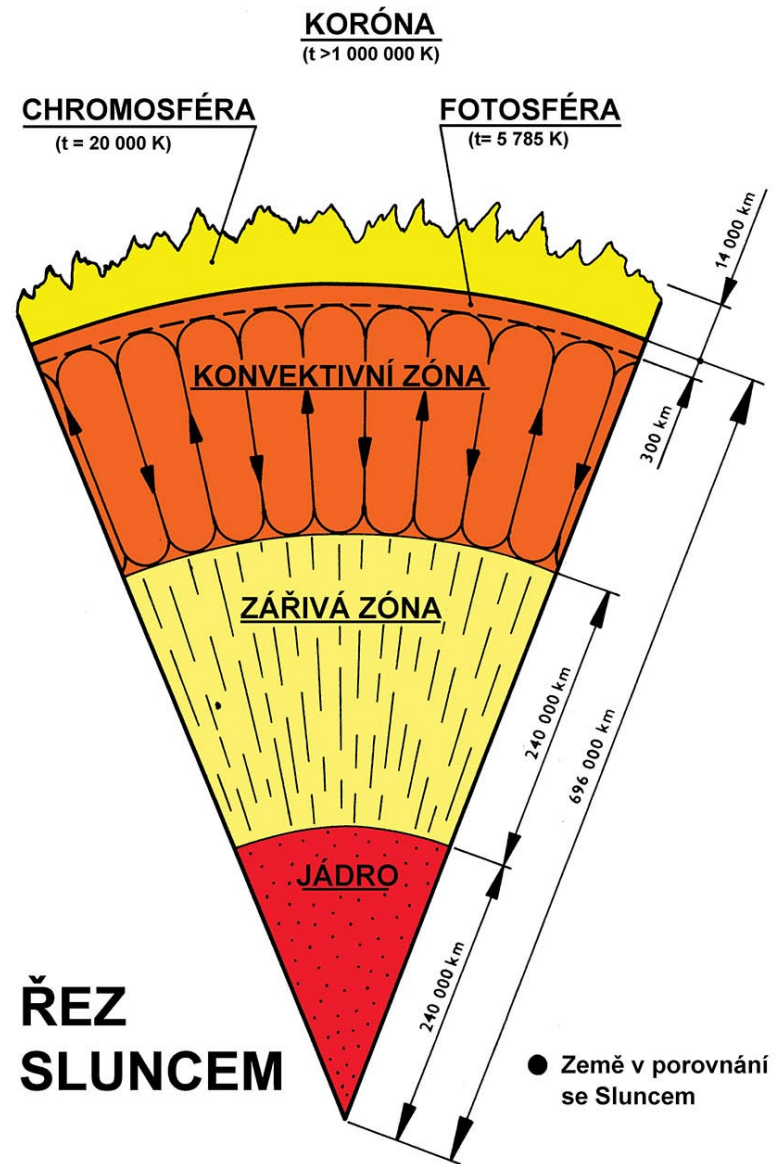 KORÓNA
(t >1 000 000 K)
CHROMOSFÉRA
(t = 20 000 K)
FOTOSFÉRA
(t= 5 785 K)
14 000 km
KONVEKTIVNÍ ZÓNA
300 km
ZÁŘIVÁ ZÓNA
240 000 km
696 000 km
JÁDRO
240 000 km
ŘEZ
SLUNCEM
Země v porovnání
se Sluncem